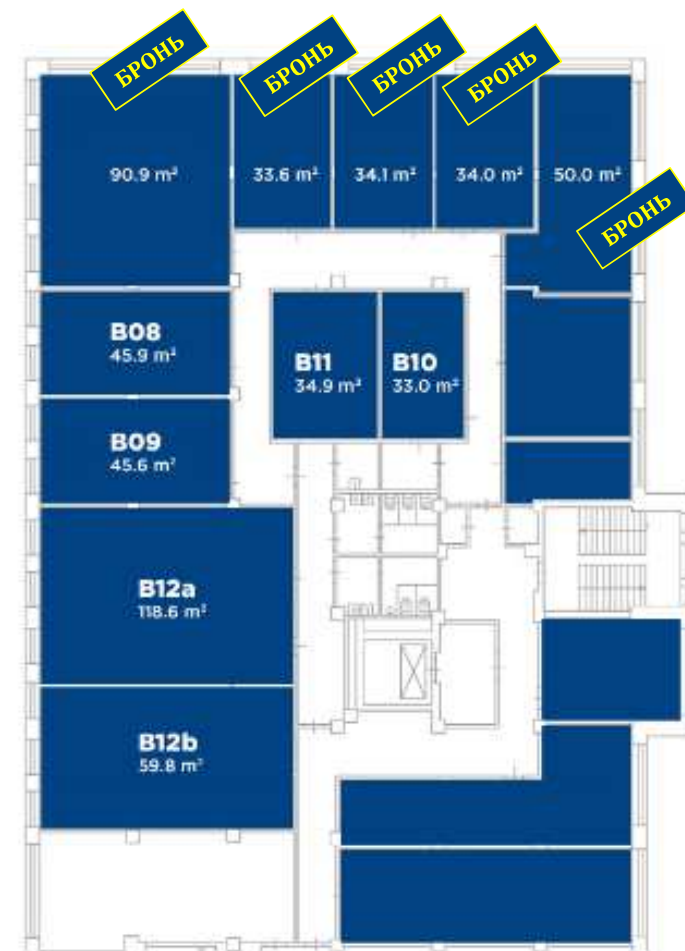 БРОНЬ
БРОНЬ
БРОНЬ
БРОНЬ
90.9 m²
33.6 m²
34.1 m²
34.0 m²
50.0 m²
БРОНЬ
B08
45.9 m²
B11
34.9 m²
B10
33.0 m²
B09
45.6 m²
B12a
118.6 m²
B12b
59.8 m²